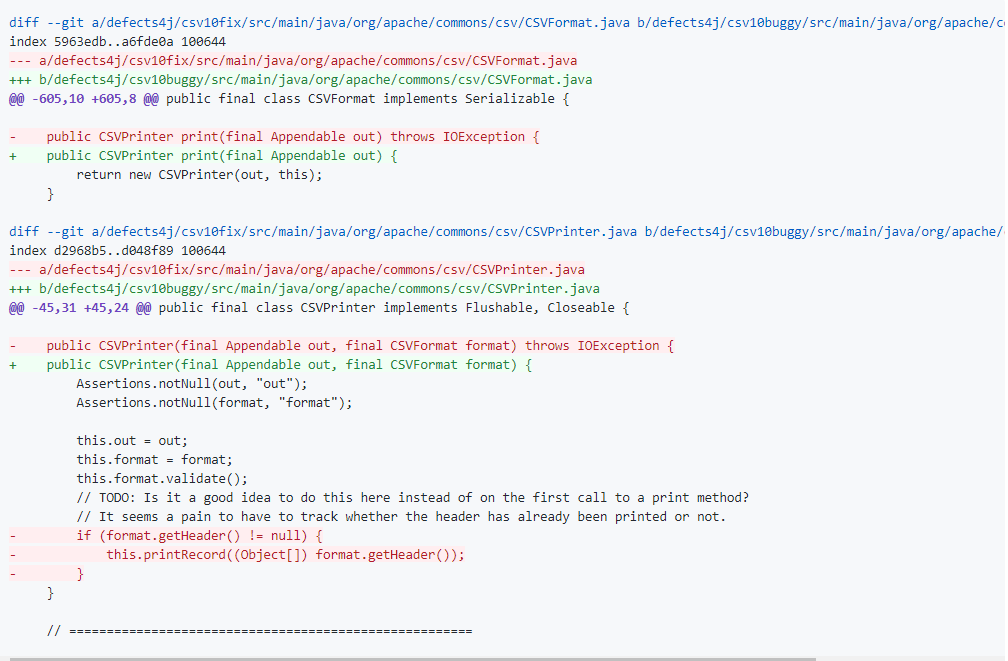 diff --git a/defects4j/csv10fix/src/main/java/org/apache/commons/csv/CSVFormat.java b/defects4j/csv10buggy/src/main/java/org/apache/c
index 5963edb..a6fde0a 100644
--- a/defects4j/csv10fix/src/main/java/org/apache/commons/csv/CSVFormat.java
+++ b/defects4j/csv10buggy/src/main/java/org/apache/commons/csv/CSVFormat.java
@@ -605,10 +605,8 @@ public final class CSVFormat implements Serializable {
-    public CSVPrinter print(final Appendable out) throws IOException {
+    public CSVPrinter print(final Appendable out) {
         return new CSVPrinter(out, this);
     }
diff --git a/defects4j/csv10fix/src/main/java/org/apache/commons/csv/CSVPrinter.java b/defects4j/csv10buggy/src/main/java/org/apache/
index d2968b5..d048f89 100644
--- a/defects4j/csv10fix/src/main/java/org/apache/commons/csv/CSVPrinter.java
+++ b/defects4j/csv10buggy/src/main/java/org/apache/commons/csv/CSVPrinter.java
@@ -45,31 +45,24 @@ public final class CSVPrinter implements Flushable, Closeable {
-    public CSVPrinter(final Appendable out, final CSVFormat format) throws IOException {
+    public CSVPrinter(final Appendable out, final CSVFormat format) {
         Assertions.notNull(out, "out");
         Assertions.notNull(format, "format");
         this.out = out;
         this.format = format;
         this.format.validate();
         // TODO: Is it a good idea to do this here instead of on the first call to a print method?
         // It seems a pain to have to track whether the header has already been printed or not.
-        if (format.getHeader() != null) {
-            this.printRecord((Object[]) format.getHeader());
-        }
     }
     // ======================================================